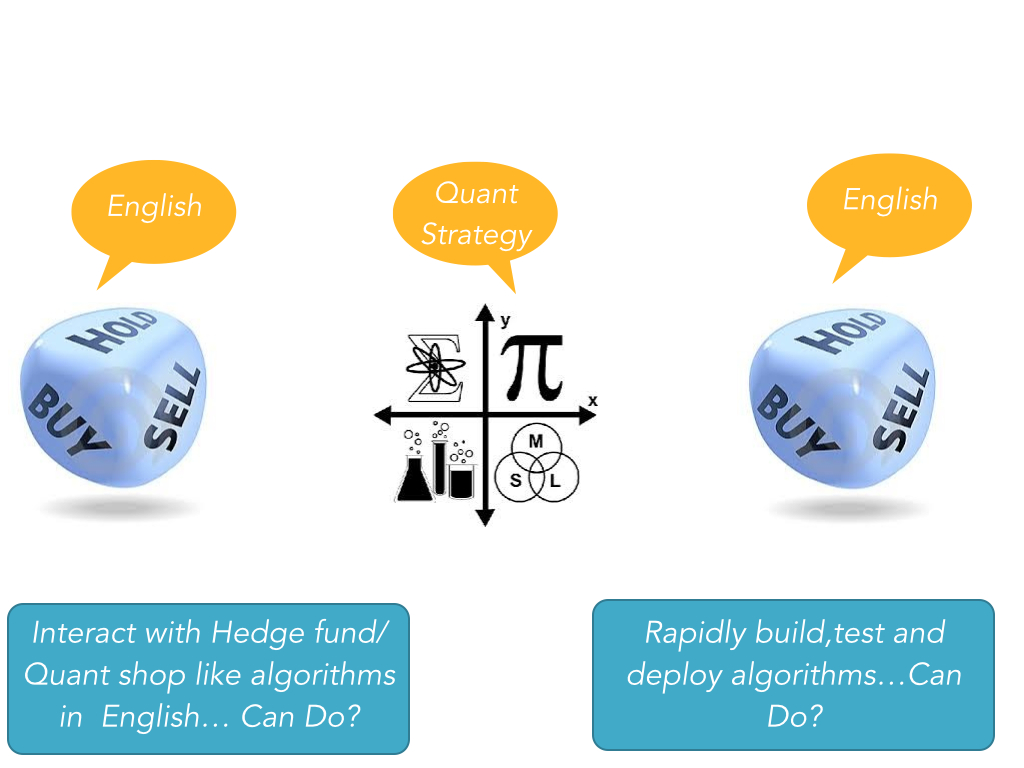 English
Quant
Strategy
English
HOLD
BUY
SELL
y
π
x
Σ
M
S L
HOLD
BUY
SELL
Interact with Hedge fund/
Quant shop like algorithms
in English... Can Do?
Rapidly build,test and
deploy algorithms...Can
Do?